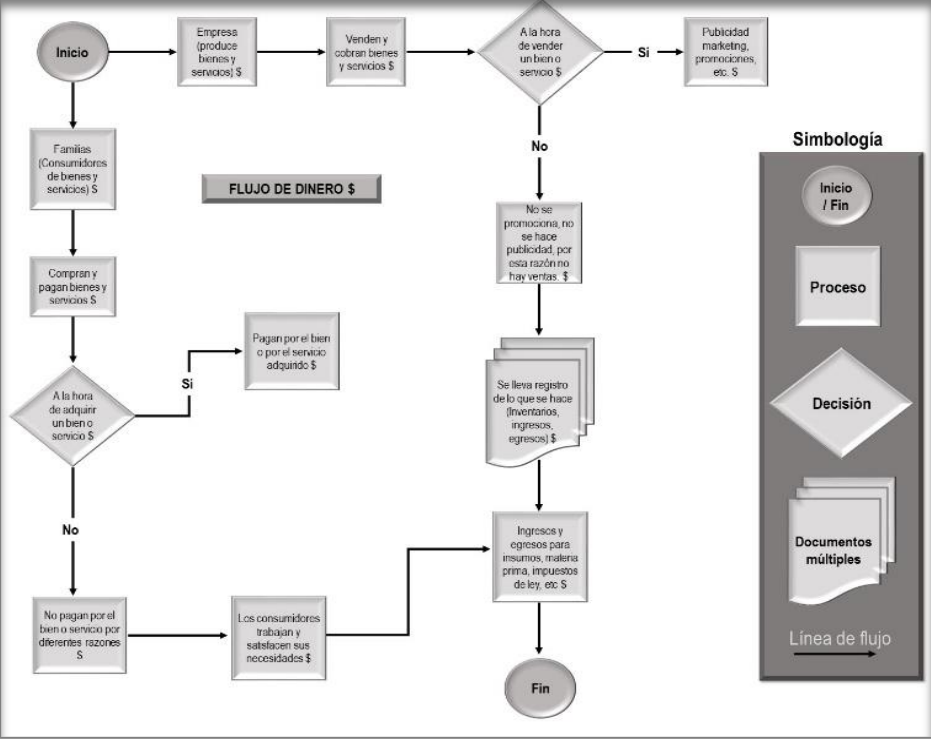 Inicio
Empresa
(produce
bienes y
servicios) $
Venden y
cobran bienes
y servicios $
A la hora
de vender
un bien o
servicio $
Si
Publicidad
marketing,
promociones,
etc. $
No
No se
promociona, no
se hace
publicidad, por
esta razón no
hay ventas. $
Se lleva registro
de lo que se hace
(Inventarios,
ingresos,
egresos) $
Familias
(Consumidores
de bienes y
servicios) $
FLUJO DE DINERO $
Compran y
pagan bienes y
servicios $
A la hora
de adquirir
un bien o
servicio $
Si
Pagan por el bien
o por el servicio
adquirido $
No
No pagan por el
bien o servicio por
diferentes razones
$
Los consumidores
trabajan y
satisfacen sus
necesidades $
Ingresos y
egresos para
insumos, materia
prima, impuestos
de ley, etc $
Fin
Simbología
Inicio
/ Fin
Proceso
Decisión
Documentos
múltiples
Línea de flujo